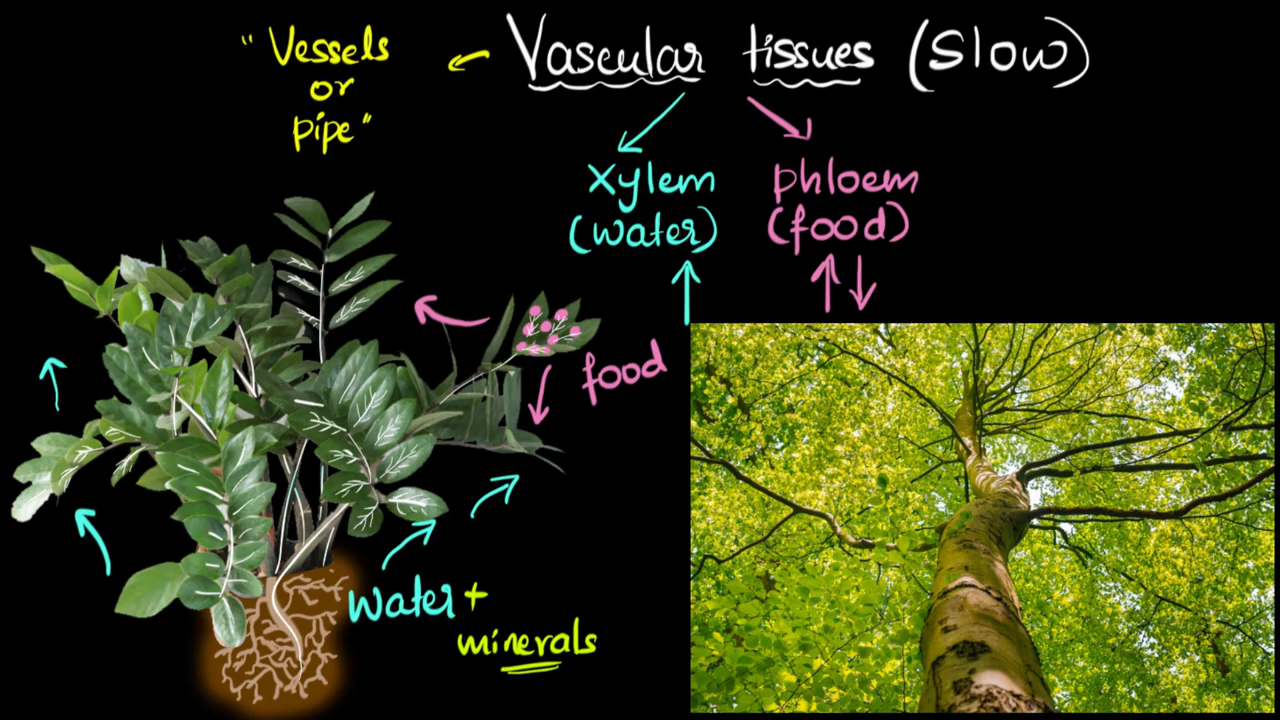 Vascular tissues (Slow)
"Vessels
or
pipe"
Xylem
(water)
phloem
(food)
food
water +
minerals